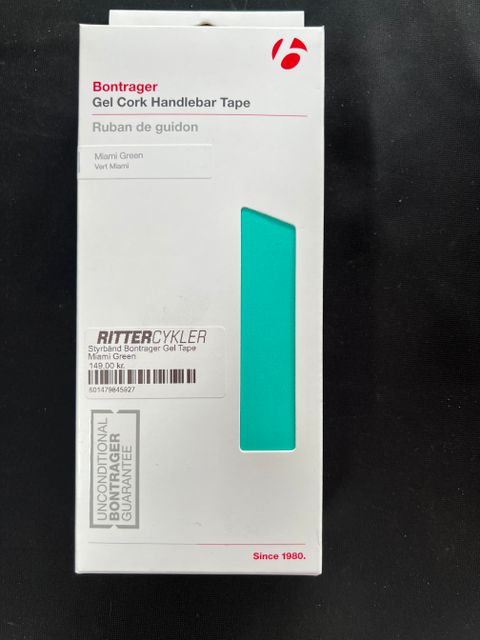 Bontrager
Gel Cork Handlebar Tape
Ruban de guidon
Miami Green
Vert Miami
RITTERCYKLER
Styrbånd Bontrager Gel Tape
Miami Green
149.00 kr.
601479845927
UNCONDITIONAL
BONTRAGER
GUARANTEE
Since 1980.